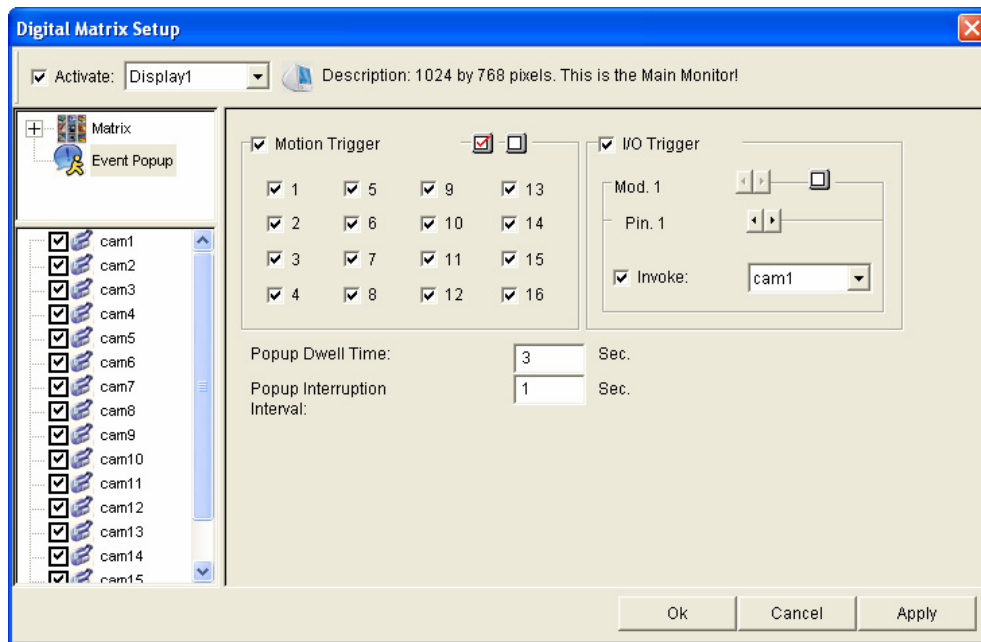 Digital Matrix Setup
Activate: Display1 Description: 1024 by 768 pixels. This is the Main Monitor!
Matrix
Event Popup
cam1
cam2
cam3
cam4
cam5
cam6
cam7
cam8
cam9
cam10
cam11
cam12
cam13
cam14
cam15
Motion Trigger
1 5 9 13
2 6 10 14
3 7 11 15
4 8 12 16
I/O Trigger
Mod. 1
Pin. 1
Invoke: cam1
Popup Dwell Time: 3 Sec.
Popup Interruption
Interval: 1 Sec.
Ok Cancel Apply